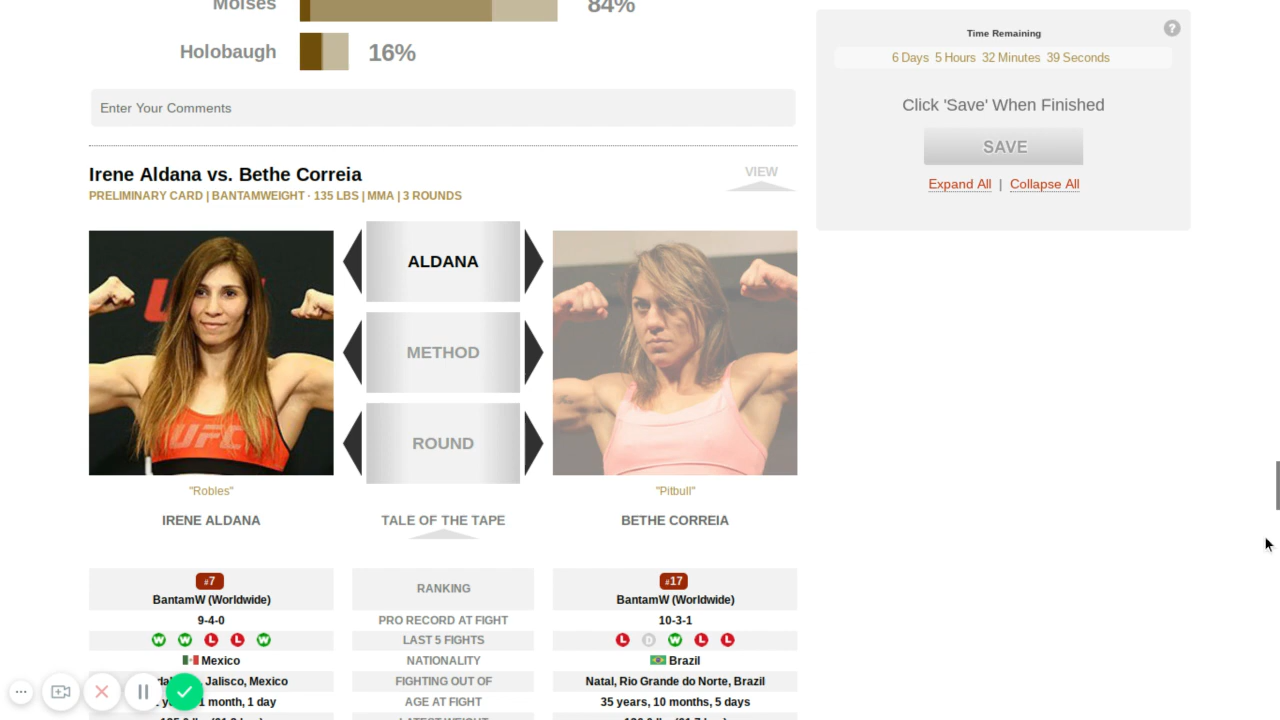 Moises 84%
Holobaugh 16%
Enter Your Comments
Time Remaining
?
6 Days 5 Hours 32 Minutes 39 Seconds
Click 'Save' When Finished
SAVE
Expand All | Collapse All
Irene Aldana vs. Bethe Correia
VIEW
PRELIMINARY CARD | BANTAMWEIGHT · 135 LBS | MMA | 3 ROUNDS
ALDANA
METHOD
ROUND
UFC
"Robles"
"Pitbull"
IRENE ALDANA
TALE OF THE TAPE
BETHE CORREIA
#7
BantamW (Worldwide)
RANKING
#17
BantamW (Worldwide)
9-4-0
PRO RECORD AT FIGHT
10-3-1
W W L L W
LAST 5 FIGHTS
L D W L L
Mexico
NATIONALITY
Brazil
Jalisco, Mexico
FIGHTING OUT OF
Natal, Rio Grande do Norte, Brazil
1 month, 1 day
AGE AT FIGHT
35 years, 10 months, 5 days